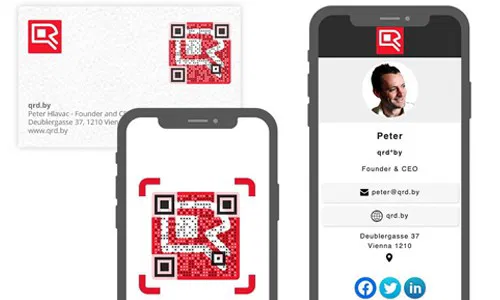 qrd.by
Peter Hlavac - Founder and C
Deublergasse 37, 1210 Vien
www.qrd.by
Peter
qrd*by
Founder & CEO
peter@qrd.by
qrd.by
Deublergasse 37
Vienna 1210